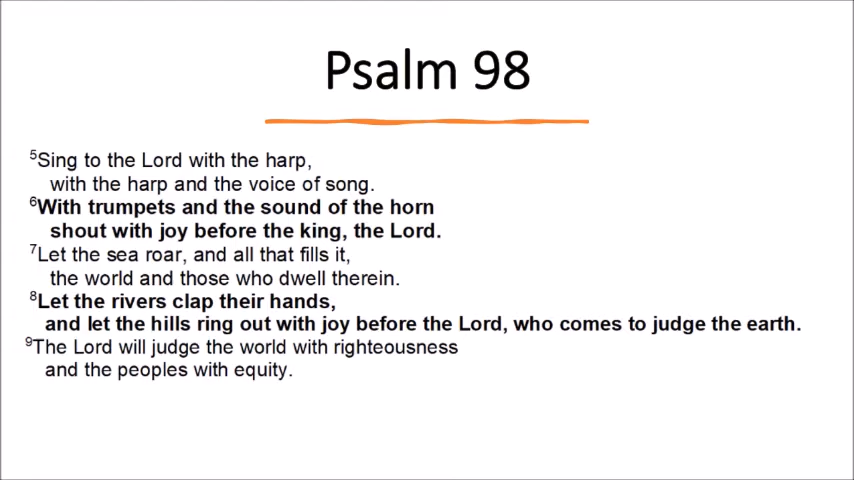 Psalm 98
⁵Sing to the Lord with the harp,
with the harp and the voice of song.
⁶With trumpets and the sound of the horn
shout with joy before the king, the Lord.
⁷Let the sea roar, and all that fills it,
the world and those who dwell therein.
⁸Let the rivers clap their hands,
and let the hills ring out with joy before the Lord, who comes to judge the earth.
⁹The Lord will judge the world with righteousness
and the peoples with equity.